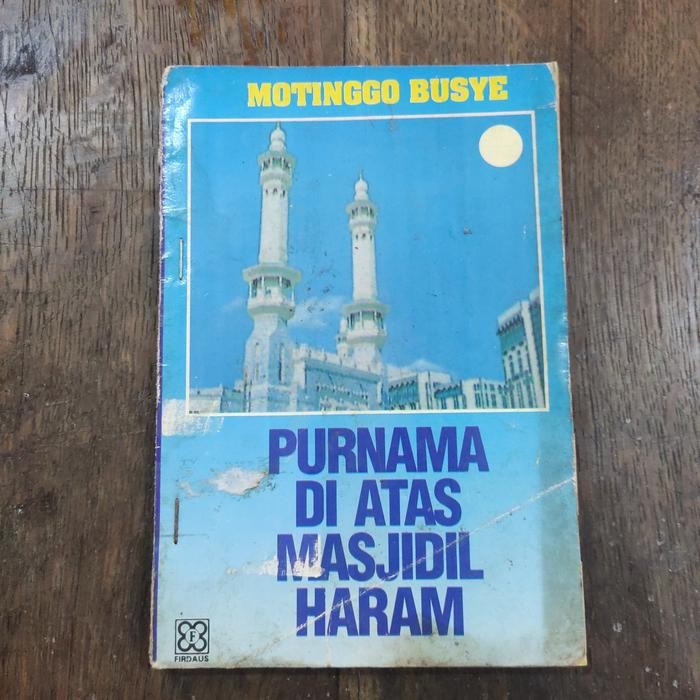 MOTINGGO BUSYE
PURNAMA
DI ATAS
MASJIDIL
HARAM
F
FIRDAUS